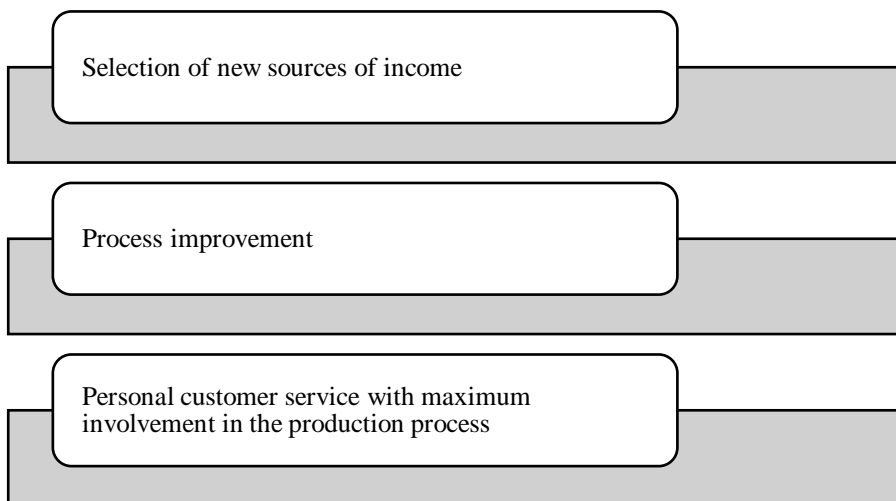 Selection of new sources of income
Process improvement
Personal customer service with maximum
involvement in the production process